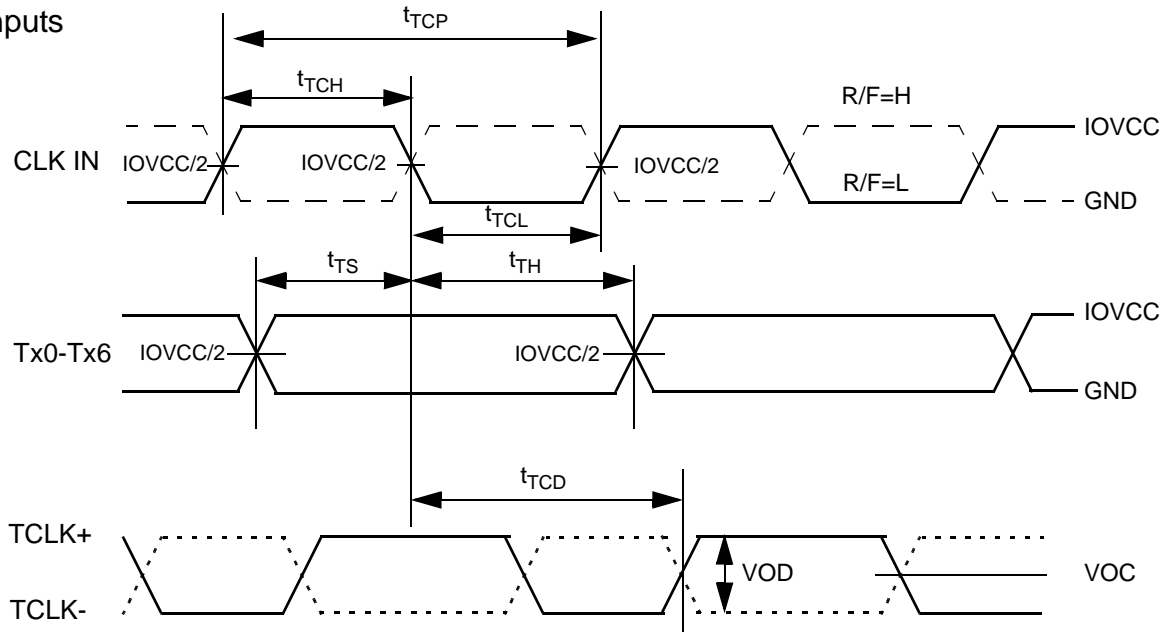 nputs
tTCP
tTCH
R/F=H
IOVCC
CLK IN
IOVCC/2
IOVCC/2
IOVCC/2
R/F=L
GND
tTCL
tTS
tTH
IOVCC
Tx0-Tx6
IOVCC/2
IOVCC/2
GND
tTCD
TCLK+
VOD
VOC
TCLK-